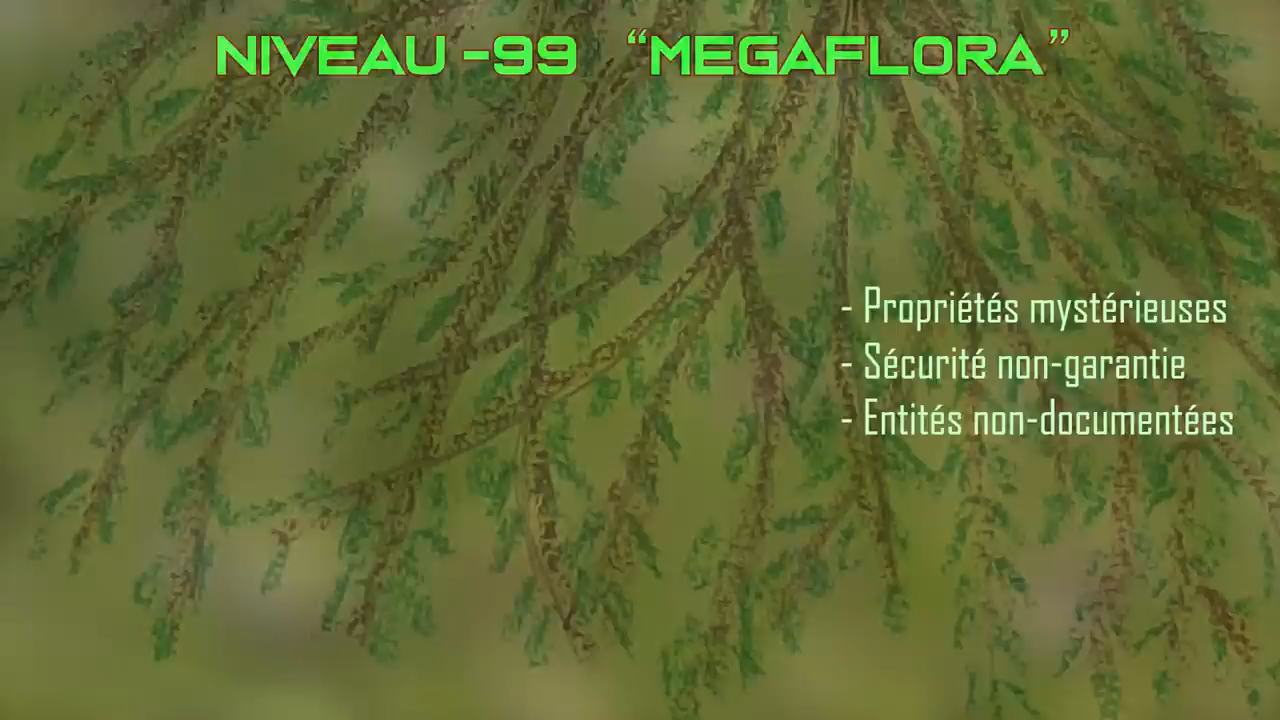 NIVEAU -99 “MEGAFLORA”
- Propriétés mystérieuses
- Sécurité non-garantie
- Entités non-documentées